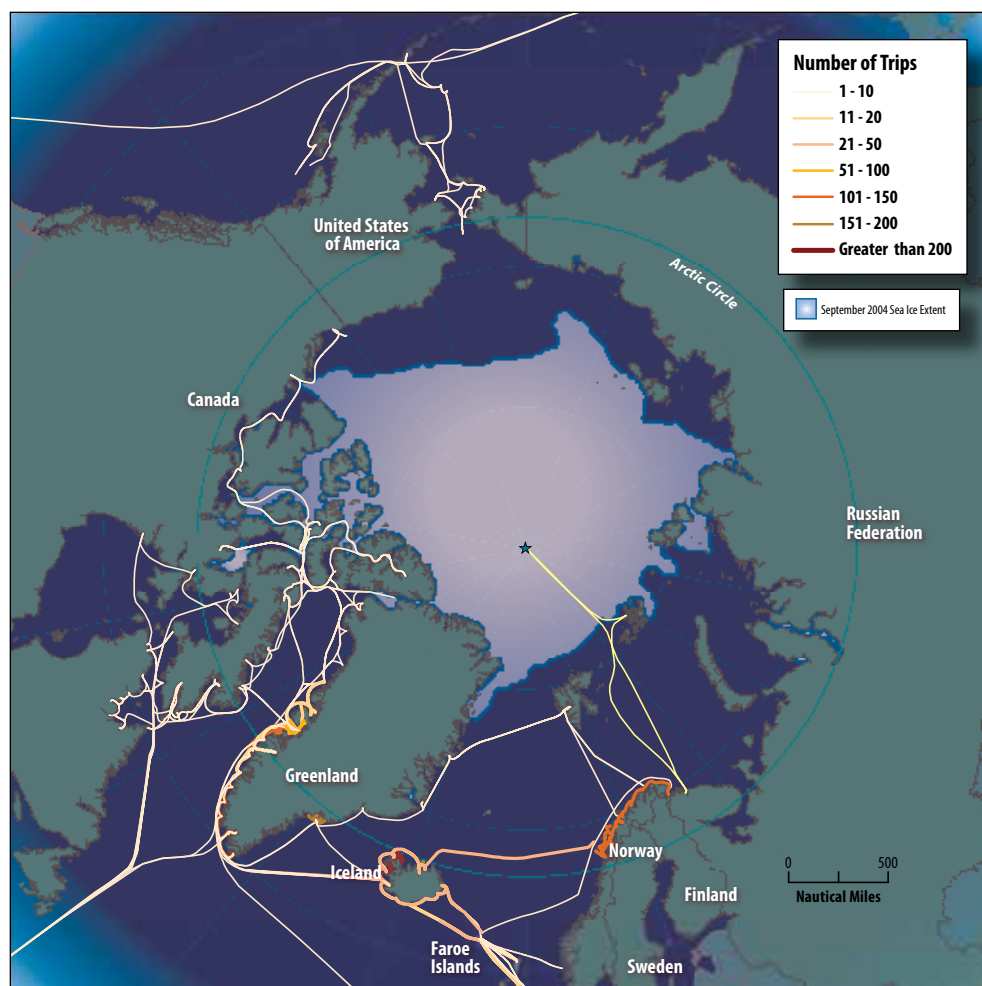 Number of Trips
1 - 10
11 - 20
21 - 50
51 - 100
101 - 150
151 - 200
Greater than 200
September 2004 Sea Ice Extent
United States
of America
Arctic Circle
Canada
Russian
Federation
Greenland
Iceland
Norway
0 500
Nautical Miles
Finland
Faroe
Islands
Sweden